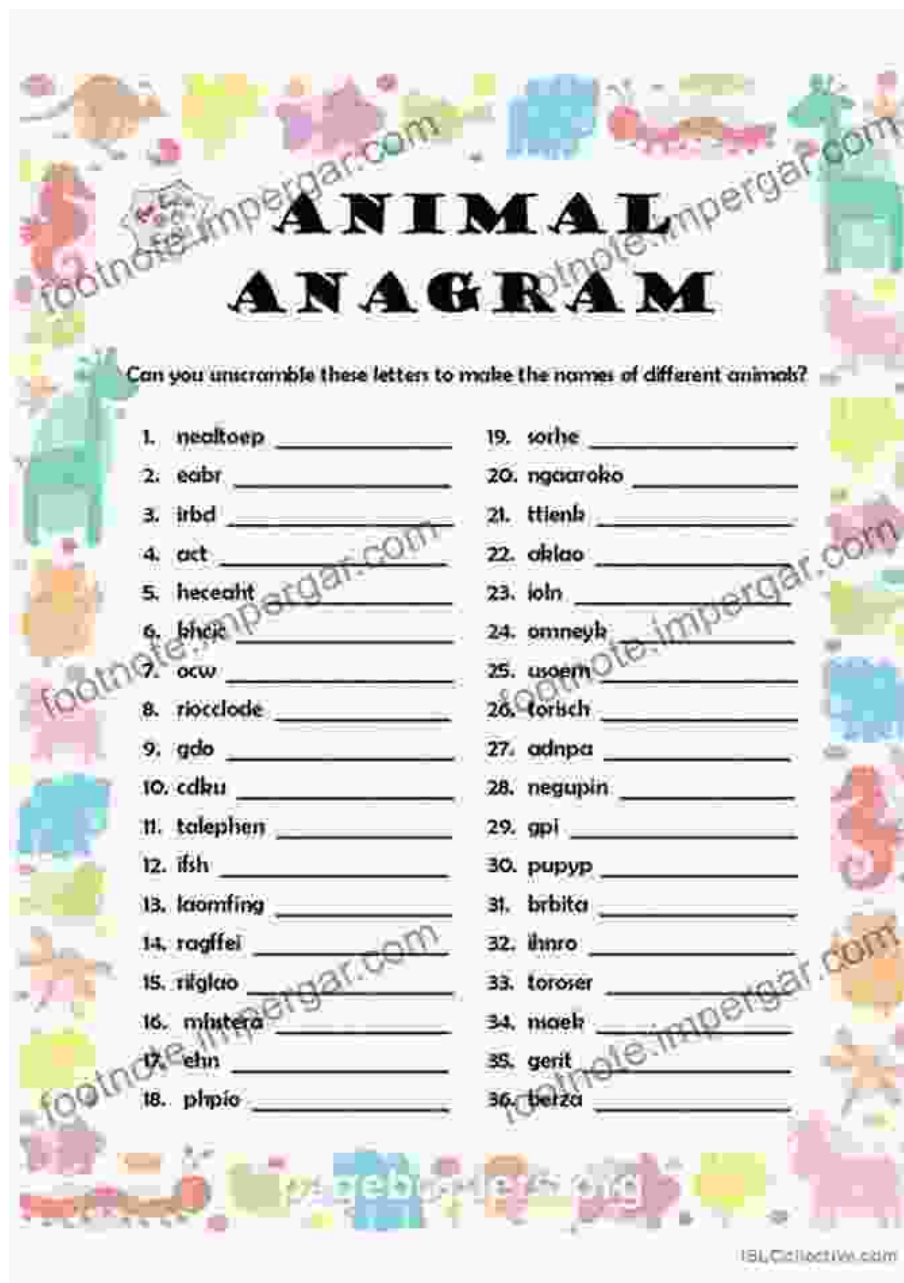 ANIMAL
ANAGRAM
Can you unscramble these letters to make the names of different animals?
1. nealtoep
2. eabr
3. irbd
4. act
5. heceaht
6. khcic
7. ocw
8. riocclode
9. gdo
10. cdku
11. talephen
12. ifsh
13. laomfing
14. ragffei
15. rilglao
16. mhstera
17. ehn
18. phpio
19. sorhe
20. ngaaroko
21. ttienk
22. aklao
23. ioln
24. omneyk
25. usoem
26. torisch
27. adnpa
28. negupin
29. gpi
30. pupyp
31. brbita
32. ihnro
33. toroser
34. nsaek
35. gerit
36. berza
footnote.impergar.com
footnote.impergar.com
footnote.impergar.com
footnote.impergar.com
footnote.impergar.com
footnote.impergar.com
iSLCollective.com